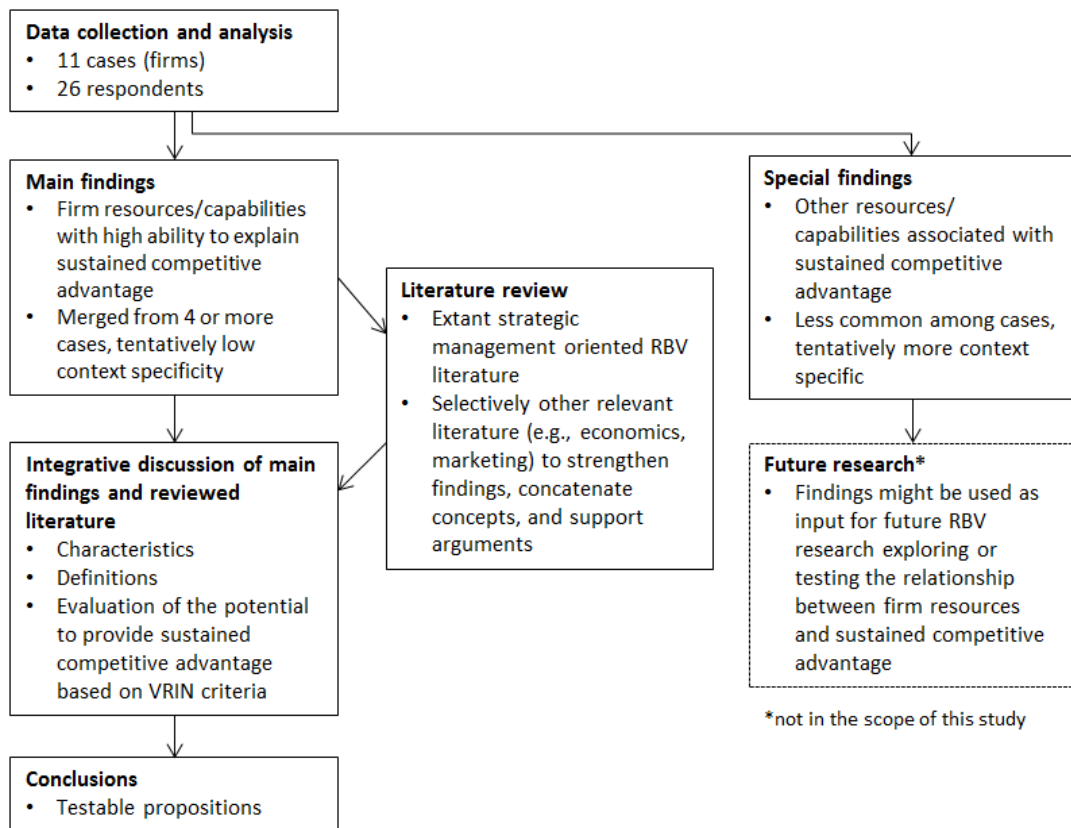 Data collection and analysis
• 11 cases (firms)
• 26 respondents
Main findings
• Firm resources/capabilities
with high ability to explain
sustained competitive
advantage
• Merged from 4 or more
cases, tentatively low
context specificity
Special findings
• Other resources/
capabilities associated with
sustained competitive
advantage
• Less common among cases,
tentatively more context
specific
Literature review
• Extant strategic
management oriented RBV
literature
• Selectively other relevant
literature (e.g., economics,
marketing) to strengthen
findings, concatenate
concepts, and support
arguments
Integrative discussion of main
findings and reviewed
literature
• Characteristics
• Definitions
• Evaluation of the potential
to provide sustained
competitive advantage
based on VRIN criteria
Future research*
• Findings might be used as
input for future RBV
research exploring or
testing the relationship
between firm resources
and sustained competitive
advantage
*not in the scope of this study
Conclusions
• Testable propositions